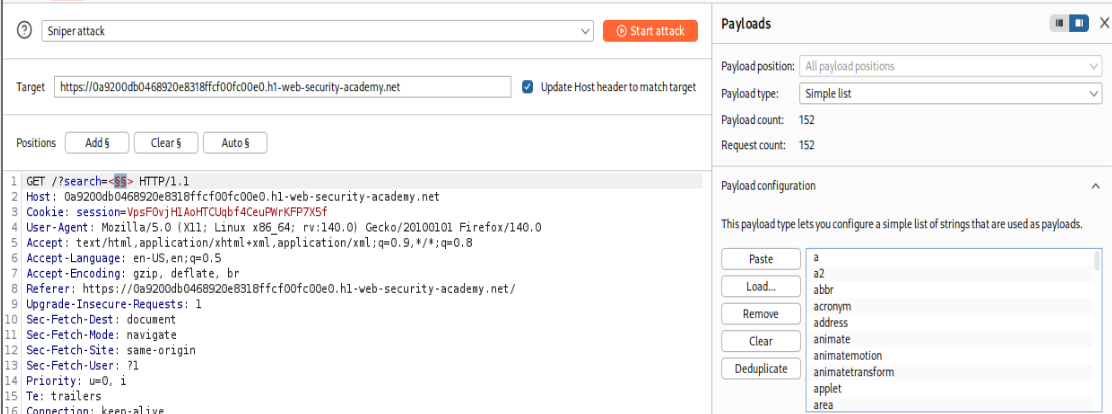 Sniper attack
Start attack
Target https://0a9200db0468920e8318ffcf00fc00e0.h1-web-security-academy.net Update Host header to match target
Positions Add § Clear § Auto §
1 GET /?search=<§§> HTTP/1.1
2 Host: 0a9200db0468920e8318ffcf00fc00e0.h1-web-security-academy.net
3 Cookie: session=VpsF0vjHlAoHTCUqbf4CeuPWrKFP7X5f
4 User-Agent: Mozilla/5.0 (X11; Linux x86_64; rv:140.0) Gecko/20100101 Firefox/140.0
5 Accept: text/html,application/xhtml+xml,application/xml;q=0.9,*/*;q=0.8
6 Accept-Language: en-US,en;q=0.5
7 Accept-Encoding: gzip, deflate, br
8 Referer: https://0a9200db0468920e8318ffcf00fc00e0.h1-web-security-academy.net/
9 Upgrade-Insecure-Requests: 1
10 Sec-Fetch-Dest: document
11 Sec-Fetch-Mode: navigate
12 Sec-Fetch-Site: same-origin
13 Sec-Fetch-User: ?1
14 Priority: u=0, i
15 Te: trailers
16 Connection: keep-alive
Payloads
Payload position: All payload positions
Payload type: Simple list
Payload count: 152
Request count: 152
Payload configuration
This payload type lets you configure a simple list of strings that are used as payloads.
Paste
Load...
Remove
Clear
Deduplicate
a
a2
abbr
acronym
address
animate
animatemotion
animatetransform
applet
area